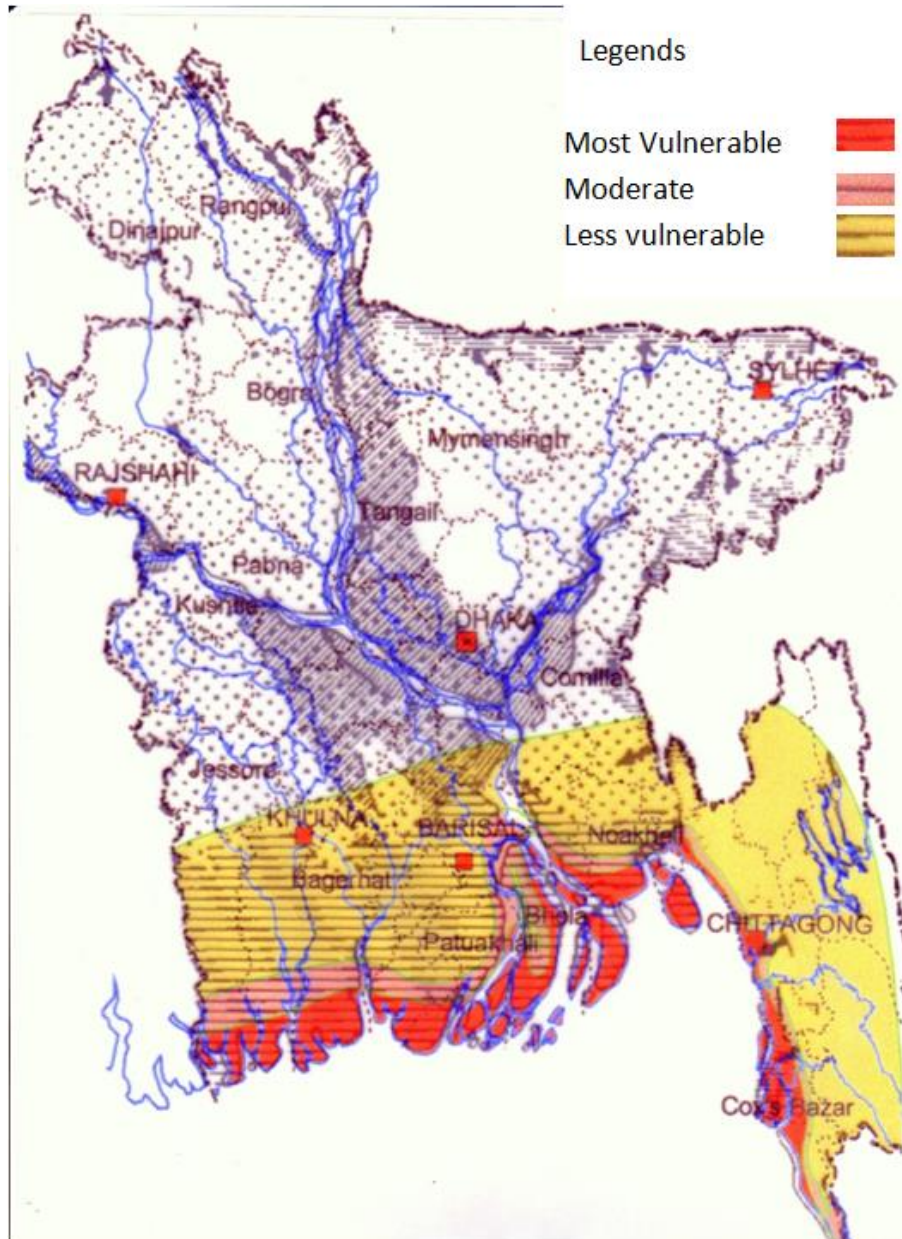 Legends
Most Vulnerable
Moderate
Less vulnerable
Rangpur
Dinajpur
Bogra
SYLHET
Mymensingh
RAJSHAHI
Tangail
Pabna
Kushtia
DHAKA
Comilla
Jessore
KHULNA
BARISAL
Noakhali
Bagerhat
Bhola
CHITTAGONG
Patuakhali
Cox's Bazar